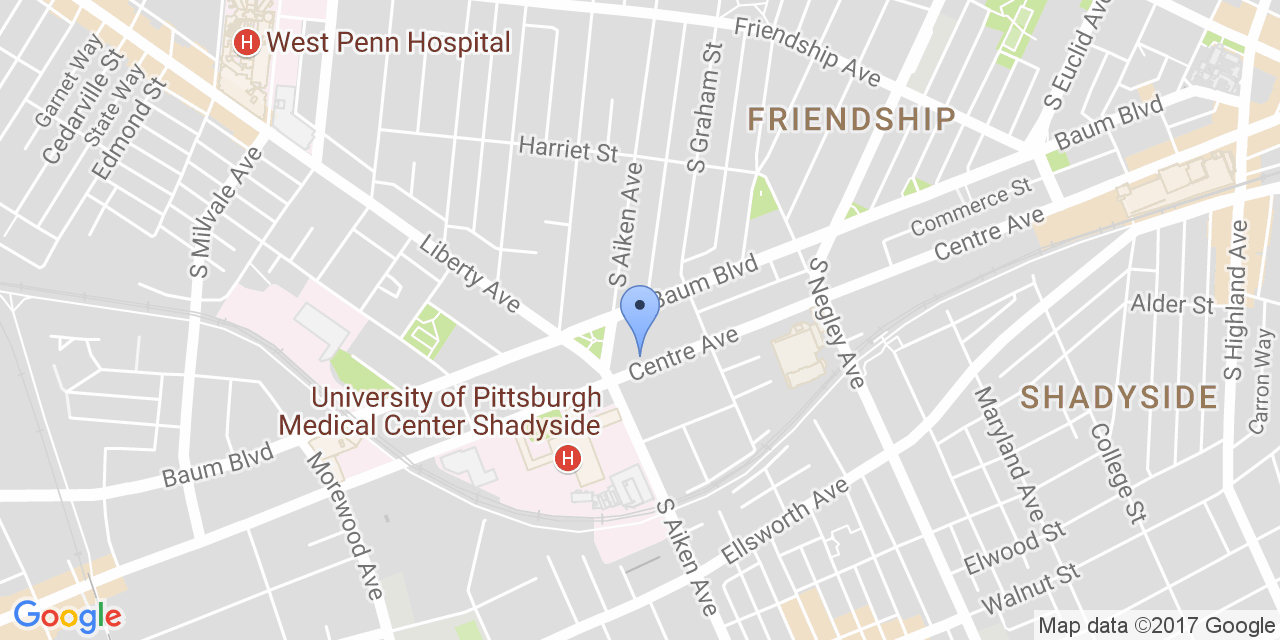 West Penn Hospital
Garnet Way
Cedarville St
State Way
Edmond St
Friendship Ave
S Euclid Ave
S Graham St
FRIENDSHIP
Baum Blvd
Harriet St
S Millvale Ave
S Aiken Ave
Commerce St
Centre Ave
Liberty Ave
Baum Blvd
S Negley Ave
S Highland Ave
Alder St
Centre Ave
Carron Way
University of Pittsburgh
Medical Center Shadyside
H
H
SHADYSIDE
Maryland Ave
College St
Baum Blvd
Morewood Ave
S Aiken Ave
Ellsworth Ave
Elwood St
Walnut St
Google
Map data ©2017 Google